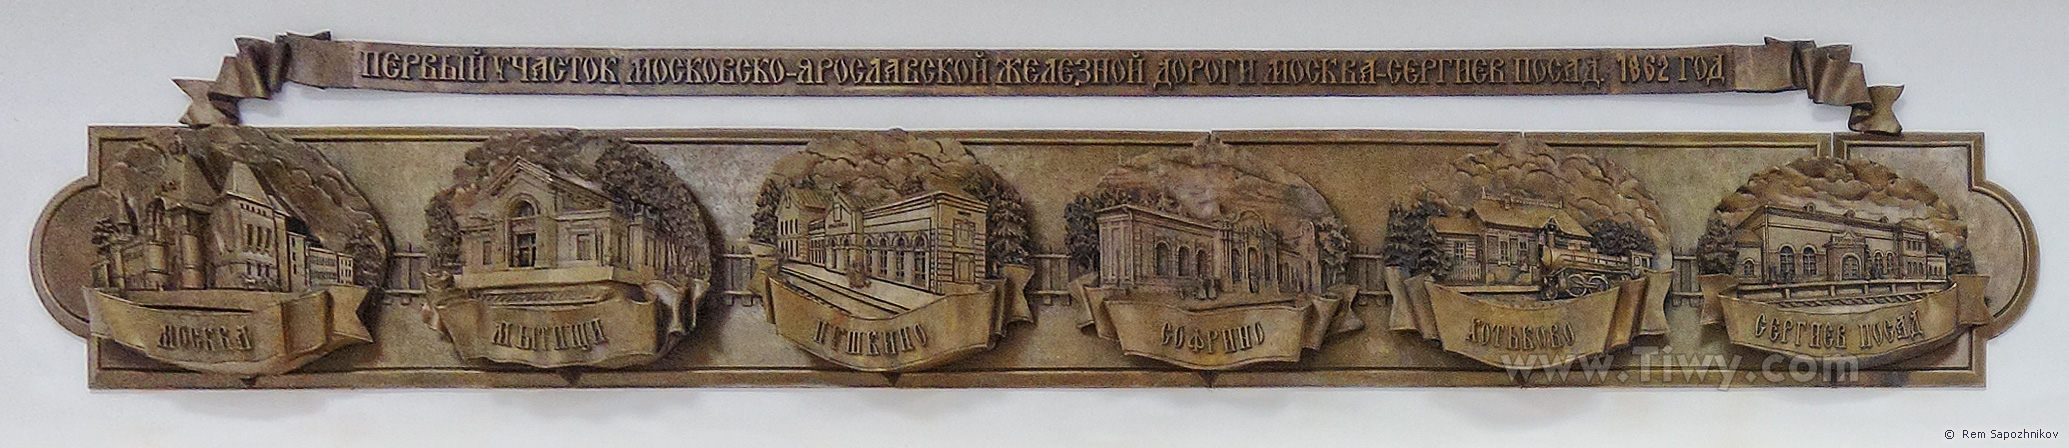 ПЕРВЫЙ УЧАСТОК МОСКОВСКО-ЯРОСЛАВСКОЙ ЖЕЛЕЗНОЙ ДОРОГИ МОСКВА-СЕРГИЕВ ПОСАД. 1862 ГОД
МОСКВА
МЫТИЩИ
ПУШКИНО
СОФРИНО
ХОТЬКОВО
СЕРГИЕВ ПОСАД
www.Tiwy.com
© Rem Sapozhnikov